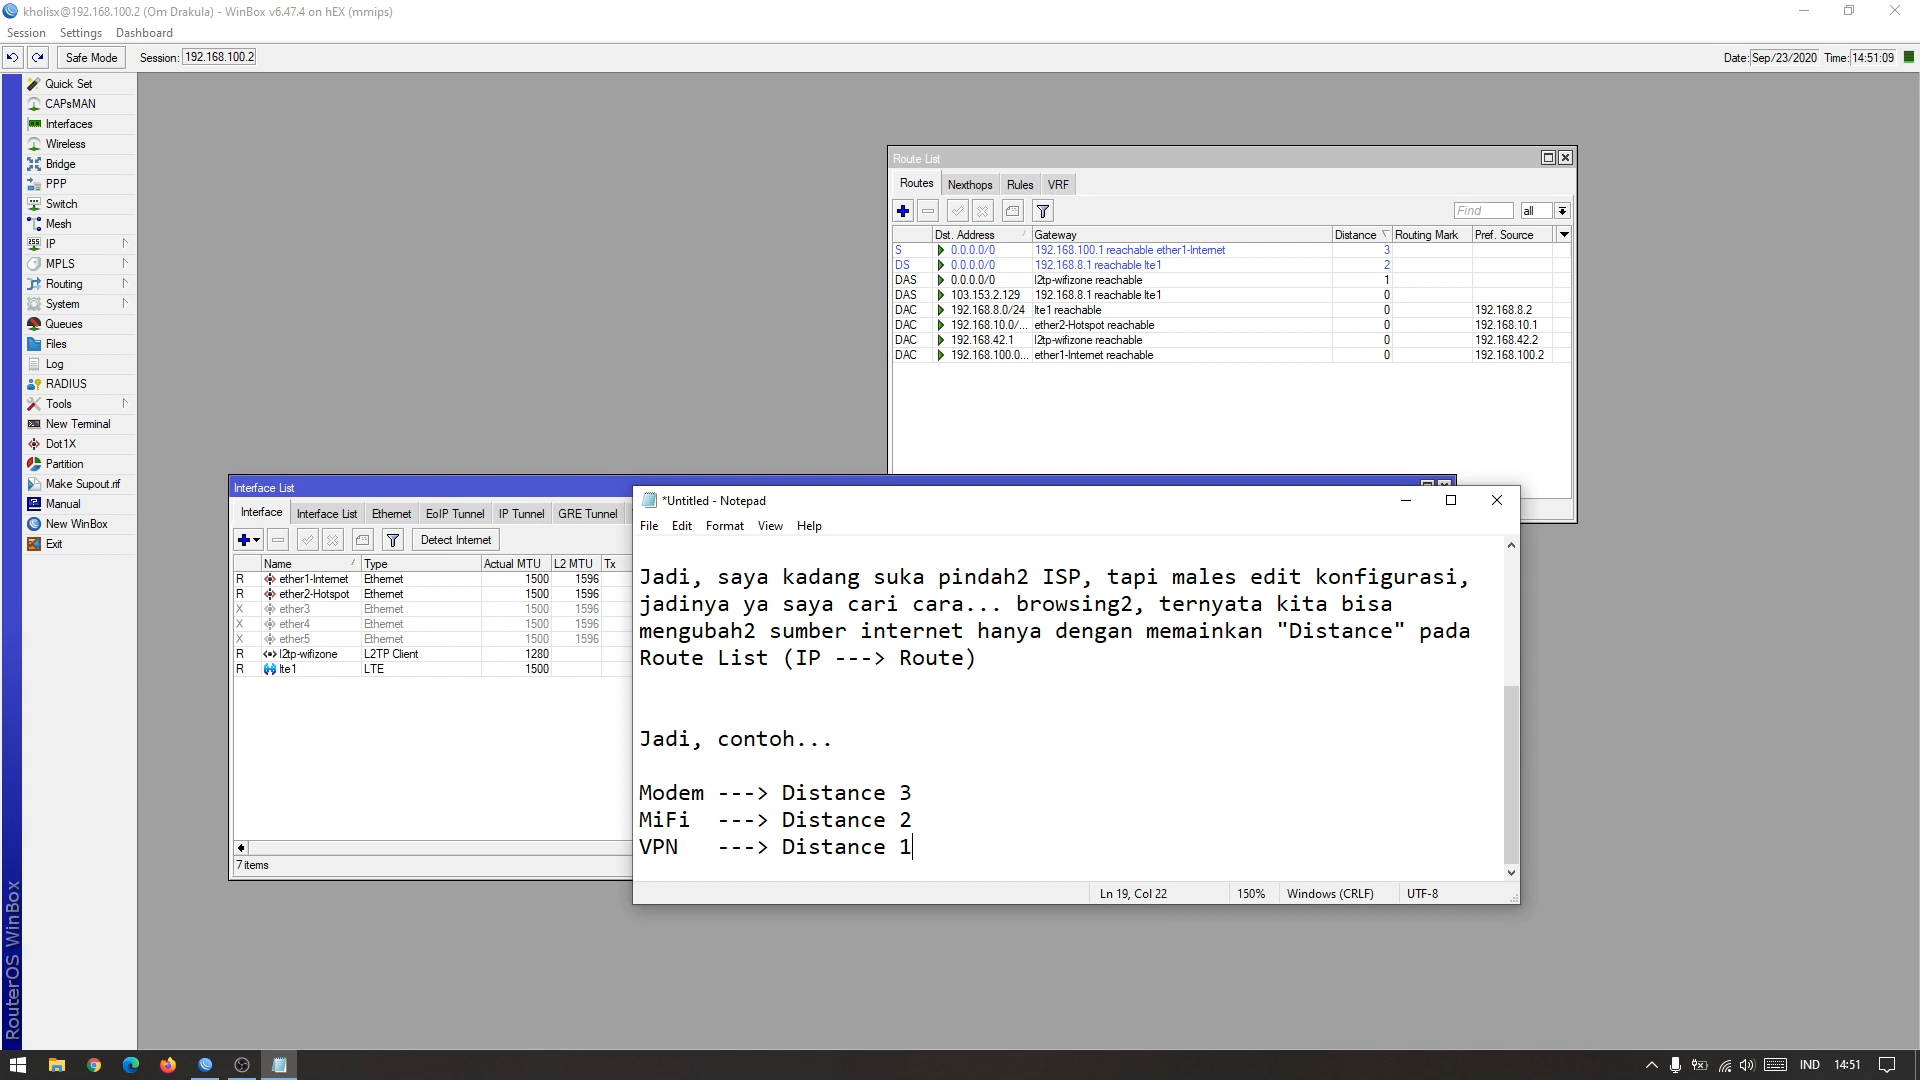 kholisx@192.168.100.2 (Om Drakula) - WinBox v6.47.4 on hEX (mmips)
Session Settings Dashboard
Safe Mode Session: 192.168.100.2 Date: Sep/23/2020 Time: 14:51:09
Quick Set
CAPsMAN
Interfaces
Wireless
Bridge
PPP
Switch
Mesh
IP
MPLS
Routing
System
Queues
Files
Log
RADIUS
Tools
New Terminal
Dot1X
Partition
Make Supout.rif
Manual
New WinBox
Exit
RouterOS WinBox
Route List
Routes Nexthops Rules VRF
Find all
Dst. Address Gateway Distance Routing Mark Pref. Source
S 0.0.0.0/0 192.168.100.1 reachable ether1-Internet 3
DS 0.0.0.0/0 192.168.8.1 reachable lte1 2
DAS 0.0.0.0/0 l2tp-wifizone reachable 1
DAS 103.153.2.129 192.168.8.1 reachable lte1 0
DAC 192.168.8.0/24 lte1 reachable 0 192.168.8.2
DAC 192.168.10.0/... ether2-Hotspot reachable 0 192.168.10.1
DAC 192.168.42.1 l2tp-wifizone reachable 0 192.168.42.2
DAC 192.168.100.0... ether1-Internet reachable 0 192.168.100.2
Interface List
Interface Interface List Ethernet EoIP Tunnel IP Tunnel GRE Tunnel
Detect Internet
Name Type Actual MTU L2 MTU Tx
R ether1-Internet Ethernet 1500 1596
R ether2-Hotspot Ethernet 1500 1596
X ether3 Ethernet 1500 1596
X ether4 Ethernet 1500 1596
X ether5 Ethernet 1500 1596
R l2tp-wifizone L2TP Client 1280
R lte1 LTE 1500
7 items
*Untitled - Notepad
File Edit Format View Help
Jadi, saya kadang suka pindah2 ISP, tapi males edit konfigurasi,
jadinya ya saya cari cara... browsing2, ternyata kita bisa
mengubah2 sumber internet hanya dengan memainkan "Distance" pada
Route List (IP ---> Route)
Jadi, contoh...
Modem ---> Distance 3
MiFi ---> Distance 2
VPN ---> Distance 1
Ln 19, Col 22 150% Windows (CRLF) UTF-8
IND 14:51